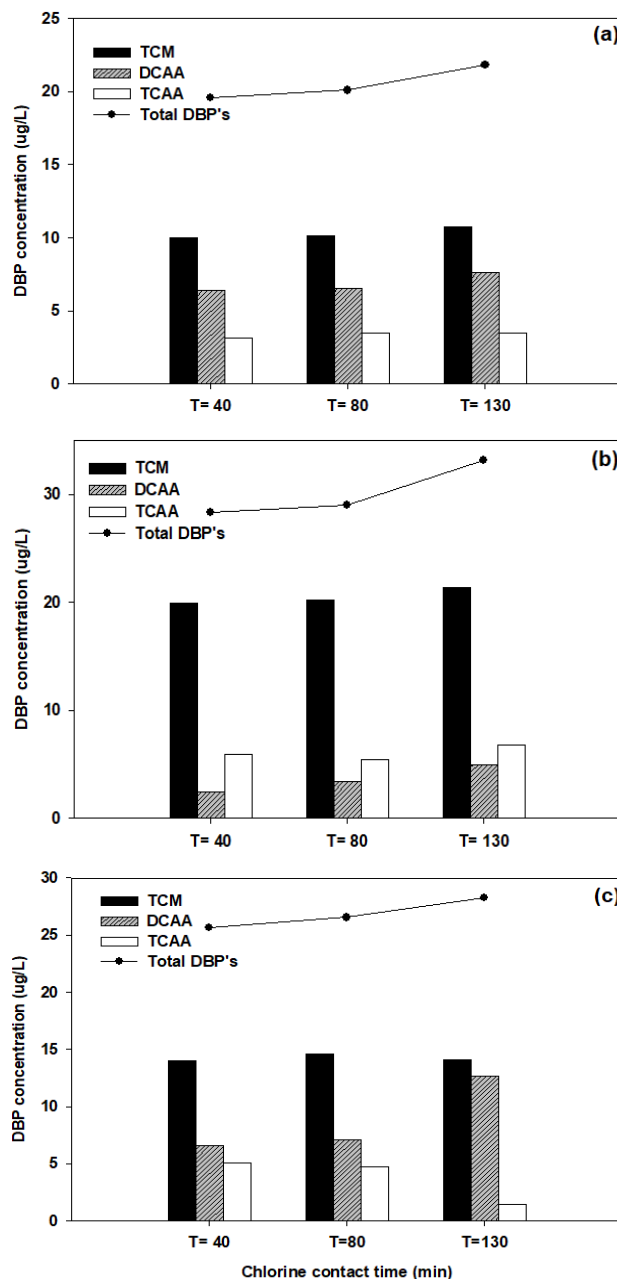 (a)
TCM
DCAA
TCAA
Total DBP's
25
20
15
10
5
0
DBP concentration (ug/L)
T= 40
T= 80
T= 130
(b)
TCM
DCAA
TCAA
Total DBP's
30
20
10
0
DBP concentration (ug/L)
T= 40
T= 80
T= 130
(c)
TCM
DCAA
TCAA
Total DBP's
30
25
20
15
10
5
0
DBP concentration (ug/L)
T= 40
T=80
T=130
Chlorine contact time (min)